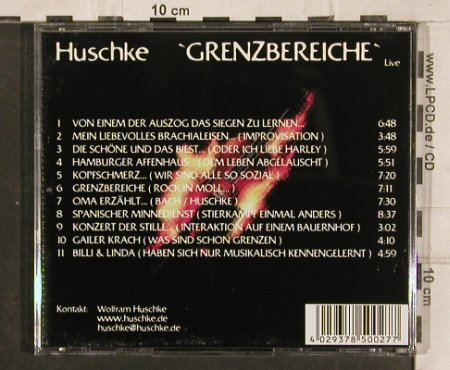 10 cm
Huschke `GRENZBEREICHE` Live
1 VON EINEM DER AUSZOG DAS SIEGEN ZU LERNEN... 6:48
2 MEIN LIEBEVOLLES BRACHIALEISEN... ( IMPROVISATION ) 3:48
3 DIE SCHÖNE UND DAS BIEST... ( ODER ICH LIEBE HARLEY ) 5:59
4 HAMBURGER AFFENHAUS... ( DEM LEBEN ABGELAUSCHT ) 5:51
5 KOPFSCHMERZ... ( WIR SIND ALLE SO SOZIAL ) 7:20
6 GRENZBEREICHE ( ROCK IN MOLL... ) 7:11
7 OMA ERZÄHLT... ( BACH / HUSCHKE ) 7:30
8 SPANISCHER MINNEDIENST ( STIERKAMPF EINMAL ANDERS ) 8:37
9 KONZERT DER STILLE... ( INTERAKTION AUF EINEM BAUERNHOF ) 3:02
10 GAILER KRACH ( WAS SIND SCHON GRENZEN ) 4:10
11 BILLI & LINDA ( HABEN SICH NUR MUSIKALISCH KENNENGELERNT ) 4:59
Kontakt: Wolfram Huschke
www.huschke.de
huschke@huschke.de
4 029378 500277
www.LPCD.de / CD
10 cm